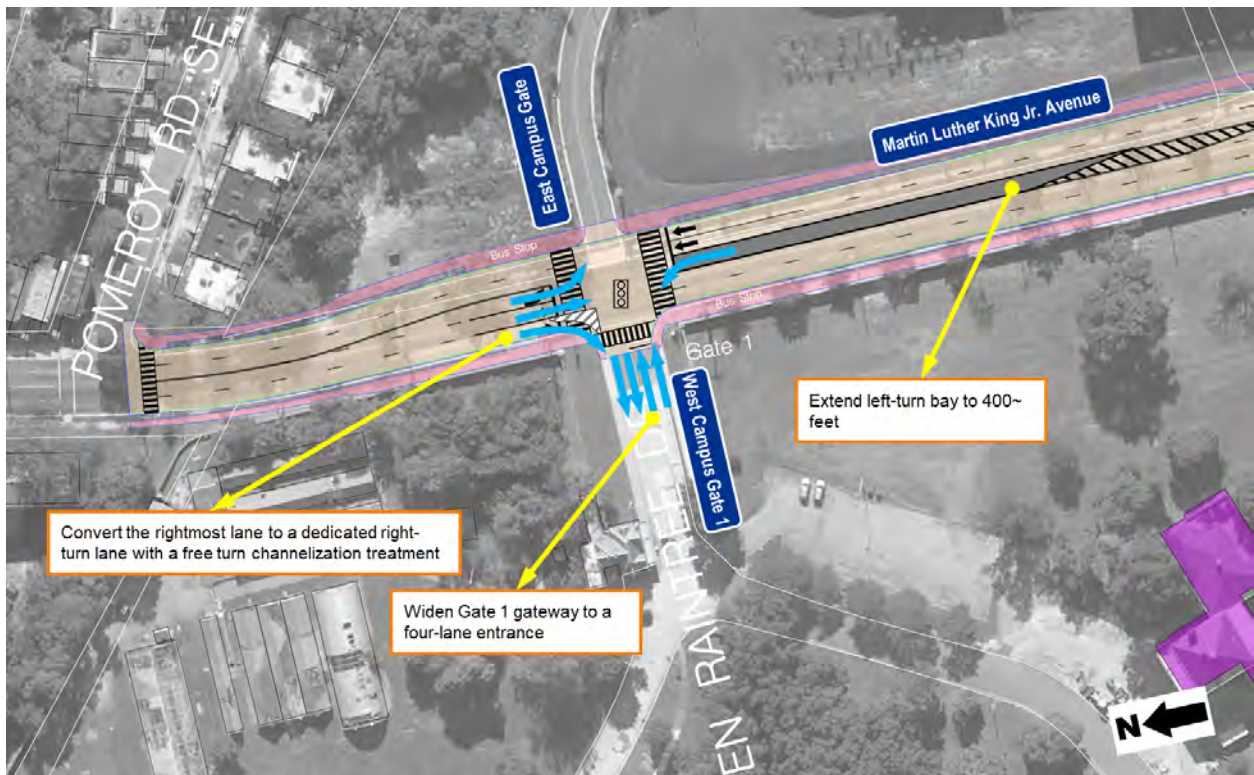 POMEROY RD. SE
East Campus Gate
Martin Luther King Jr. Avenue
Bus Stop
Bus Stop
Gate 1
West Campus Gate 1
Extend left-turn bay to 400~
feet
Convert the rightmost lane to a dedicated right-
turn lane with a free turn channelization treatment
Widen Gate 1 gateway to a
four-lane entrance
EN RAINTREE D
N